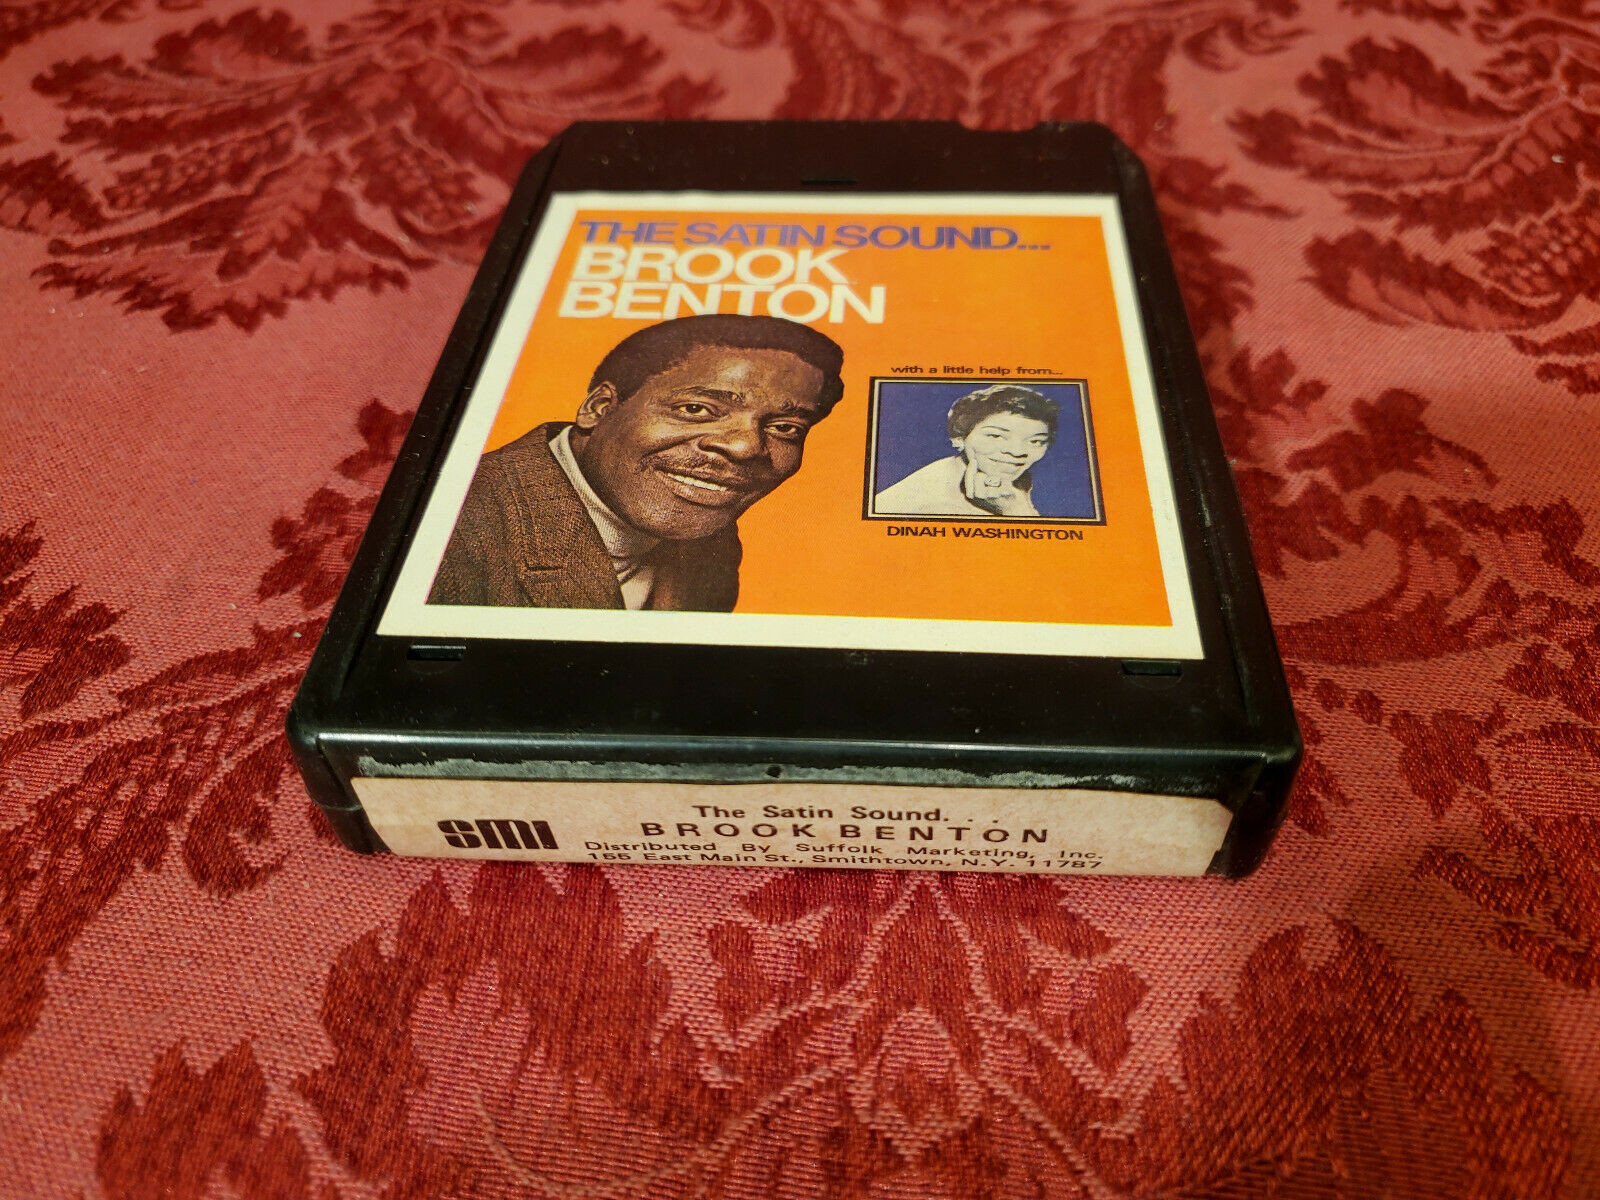 THE SATIN SOUND...
BROOK
BENTON
with a little help from...
DINAH WASHINGTON
SMI
The Satin Sound. . .
BROOK BENTON
Distributed By Suffolk Marketing, Inc.
155 East Main St., Smithtown, N.Y. 11787